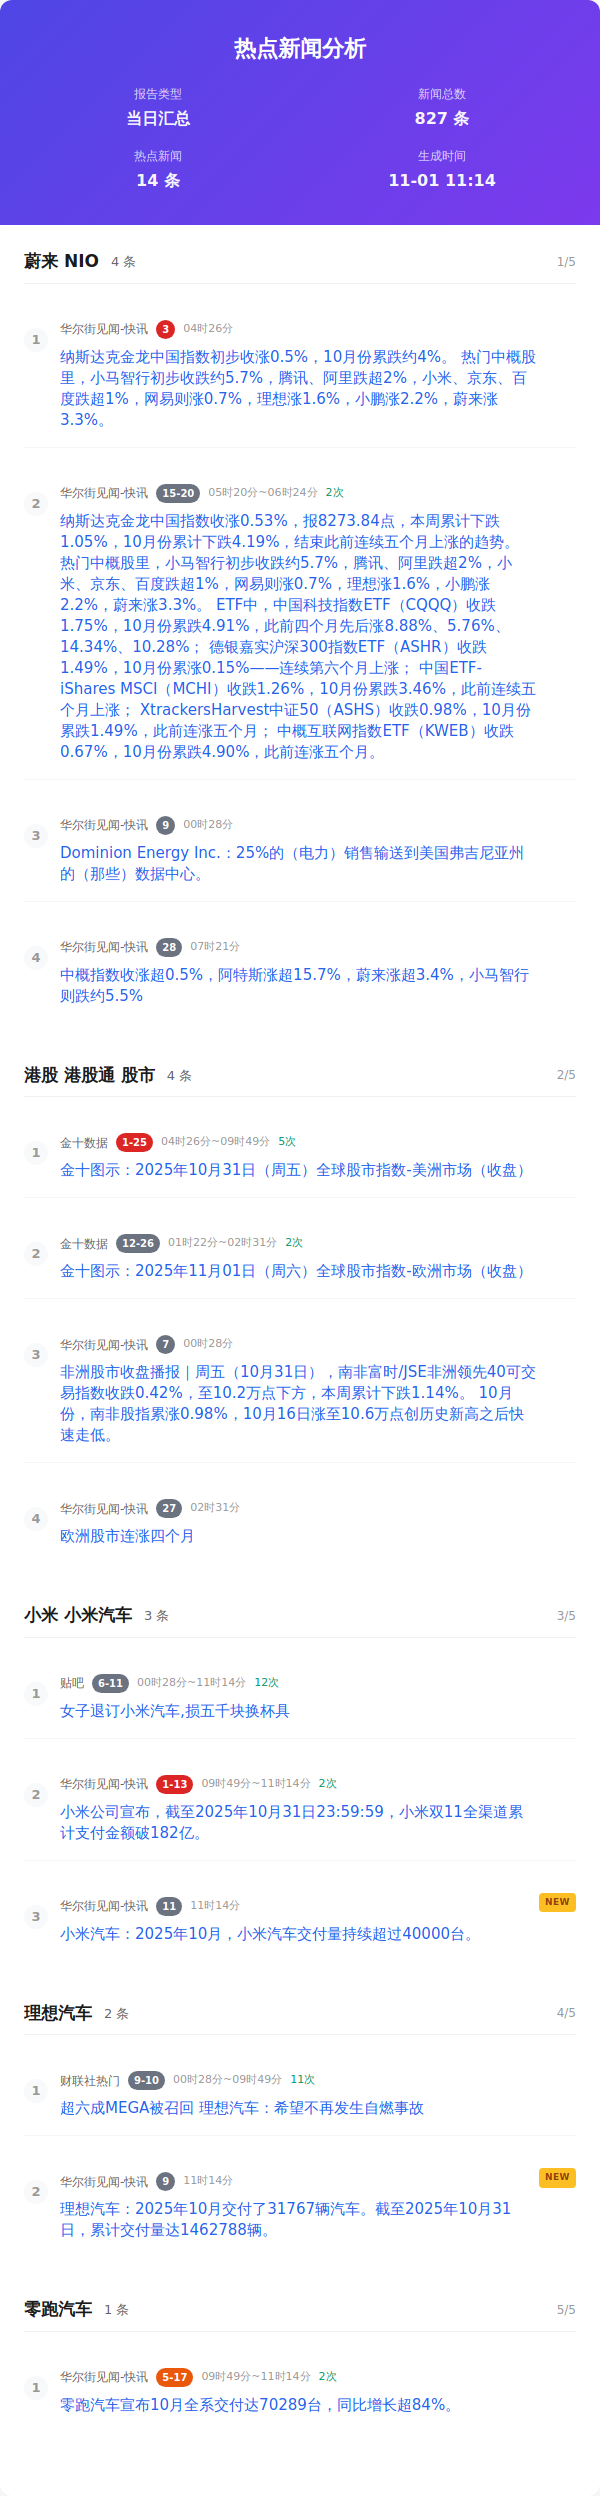 热点新闻分析
报告类型
新闻总数
当日汇总
827 条
热点新闻
生成时间
14 条
11-01 11:14
蔚来 NIO 4 条
1/5
1
华尔街见闻-快讯 3 04时26分
纳斯达克金龙中国指数初步收涨0.5%，10月份累跌约4%。 热门中概股
里，小马智行初步收跌约5.7%，腾讯、阿里跌超2%，小米、京东、百
度跌超1%，网易则涨0.7%，理想涨1.6%，小鹏涨2.2%，蔚来涨
3.3%。
2
华尔街见闻-快讯 15-20 05时20分~06时24分 2次
纳斯达克金龙中国指数收涨0.53%，报8273.84点，本周累计下跌
1.05%，10月份累计下跌4.19%，结束此前连续五个月上涨的趋势。
热门中概股里，小马智行初步收跌约5.7%，腾讯、阿里跌超2%，小
米、京东、百度跌超1%，网易则涨0.7%，理想涨1.6%，小鹏涨
2.2%，蔚来涨3.3%。 ETF中，中国科技指数ETF（CQQQ）收跌
1.75%，10月份累跌4.91%，此前四个月先后涨8.88%、5.76%、
14.34%、10.28%； 德银嘉实沪深300指数ETF（ASHR）收跌
1.49%，10月份累涨0.15%——连续第六个月上涨； 中国ETF-
iShares MSCI（MCHI）收跌1.26%，10月份累跌3.46%，此前连续五
个月上涨； XtrackersHarvest中证50（ASHS）收跌0.98%，10月份
累跌1.49%，此前连涨五个月； 中概互联网指数ETF（KWEB）收跌
0.67%，10月份累跌4.90%，此前连涨五个月。
3
华尔街见闻-快讯 9 00时28分
Dominion Energy Inc.：25%的（电力）销售输送到美国弗吉尼亚州
的（那些）数据中心。
4
华尔街见闻-快讯 28 07时21分
中概指数收涨超0.5%，阿特斯涨超15.7%，蔚来涨超3.4%，小马智行
则跌约5.5%
港股 港股通 股市 4 条
2/5
1
金十数据 1-25 04时26分~09时49分 5次
金十图示：2025年10月31日（周五）全球股市指数-美洲市场（收盘）
2
金十数据 12-26 01时22分~02时31分 2次
金十图示：2025年11月01日（周六）全球股市指数-欧洲市场（收盘）
3
华尔街见闻-快讯 7 00时28分
非洲股市收盘播报｜周五（10月31日），南非富时/JSE非洲领先40可交
易指数收跌0.42%，至10.2万点下方，本周累计下跌1.14%。 10月
份，南非股指累涨0.98%，10月16日涨至10.6万点创历史新高之后快
速走低。
4
华尔街见闻-快讯 27 02时31分
欧洲股市连涨四个月
小米 小米汽车 3 条
3/5
1
贴吧 6-11 00时28分~11时14分 12次
女子退订小米汽车,损五千块换杯具
2
华尔街见闻-快讯 1-13 09时49分~11时14分 2次
小米公司宣布，截至2025年10月31日23:59:59，小米双11全渠道累
计支付金额破182亿。
3
华尔街见闻-快讯 11 11时14分
NEW
小米汽车：2025年10月，小米汽车交付量持续超过40000台。
理想汽车 2 条
4/5
1
财联社热门 9-10 00时28分~09时49分 11次
超六成MEGA被召回 理想汽车：希望不再发生自燃事故
2
华尔街见闻-快讯 9 11时14分
NEW
理想汽车：2025年10月交付了31767辆汽车。截至2025年10月31
日，累计交付量达1462788辆。
零跑汽车 1 条
5/5
1
华尔街见闻-快讯 5-17 09时49分~11时14分 2次
零跑汽车宣布10月全系交付达70289台，同比增长超84%。